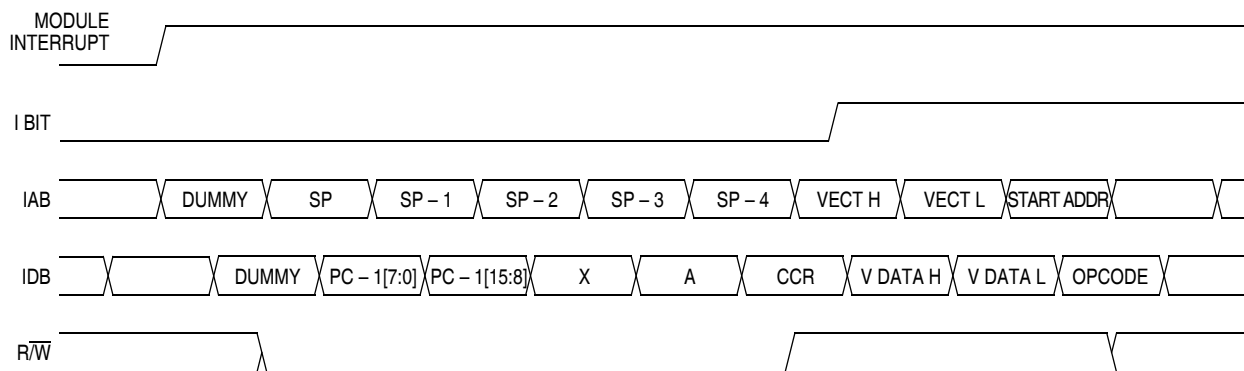 MODULE
INTERRUPT
I BIT
IAB DUMMY SP SP – 1 SP – 2 SP – 3 SP – 4 VECT H VECT L START ADDR
IDB DUMMY PC – 1[7:0] PC – 1[15:8] X A CCR V DATA H V DATA L OPCODE
R/W